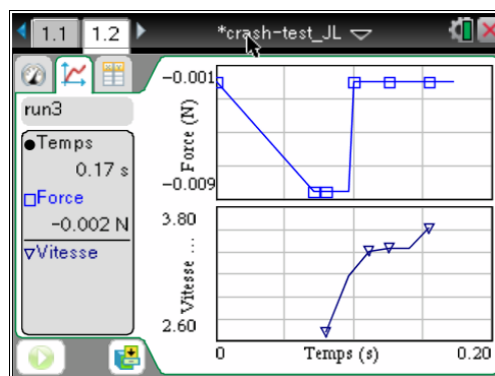 1.1 1.2 *crash-test_JL
run3
Temps
0.17 s
Force
-0.002 N
Vitesse
-0.001
Force (N)
-0.009
3.80
Vitesse ...
2.60
0 Temps (s) 0.20